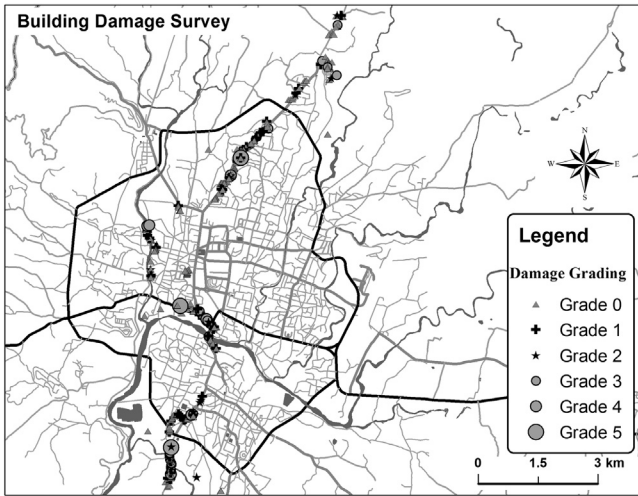 Building Damage Survey
N
W E
S
Legend
Damage Grading
Grade 0
Grade 1
Grade 2
Grade 3
Grade 4
Grade 5
0 1.5 3 km